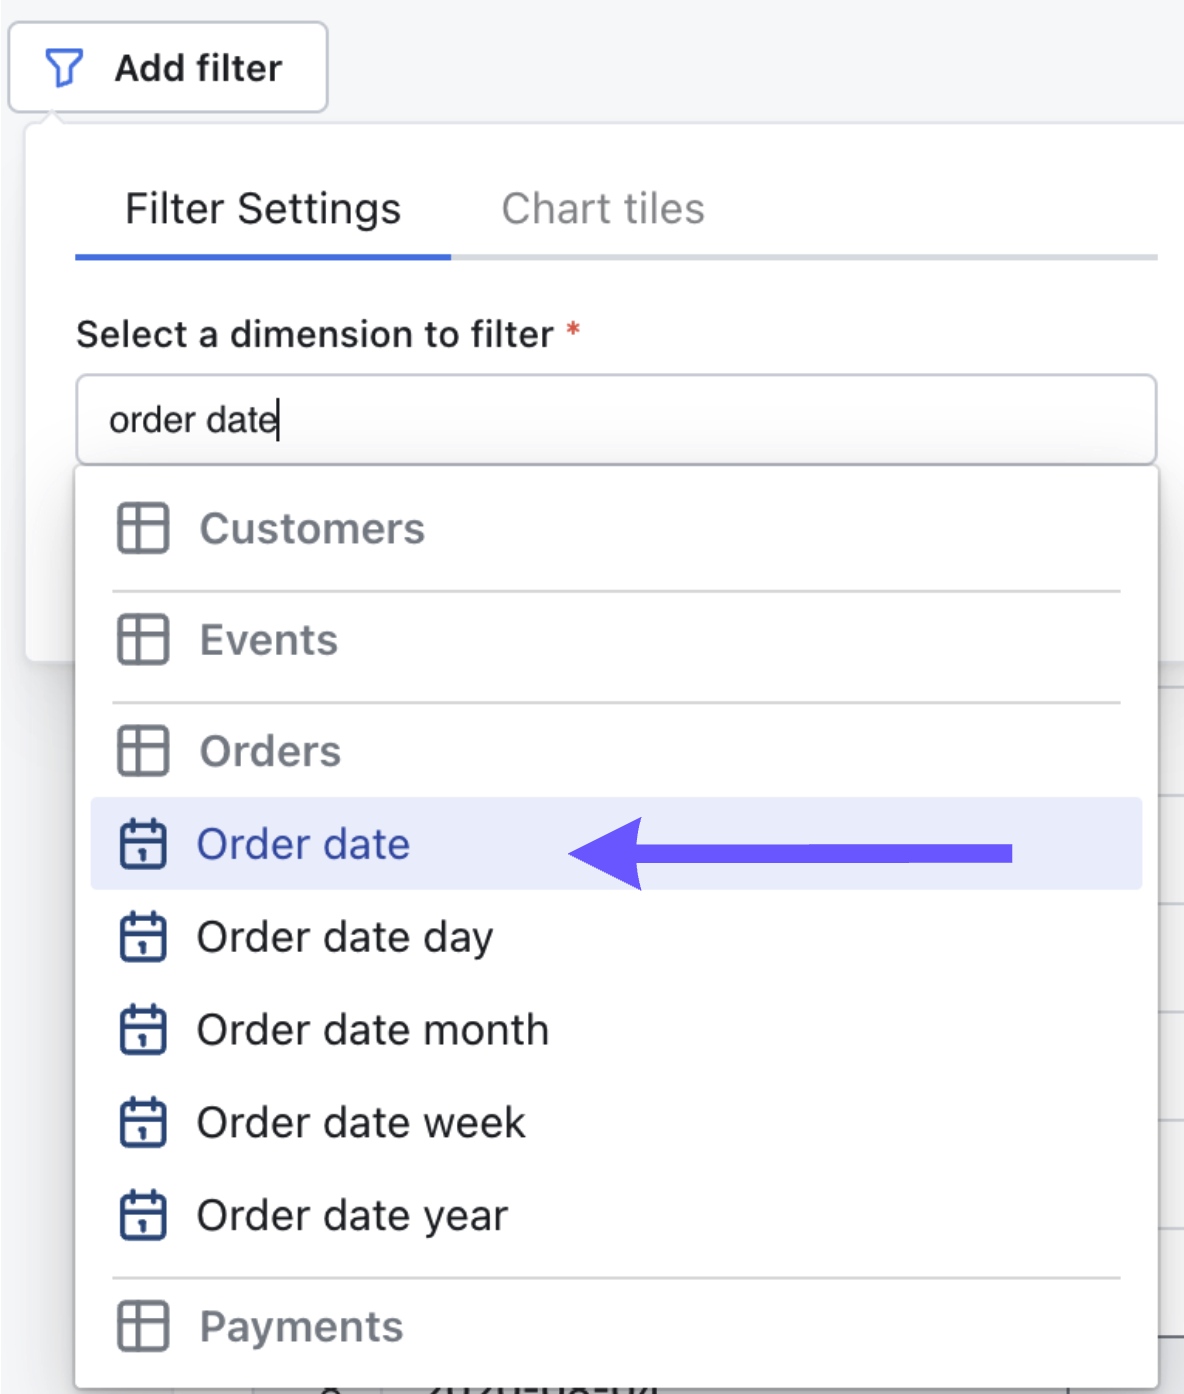 Add filter
Filter Settings
Chart tiles
Select a dimension to filter *
order date
Customers
Events
Orders
Order date
Order date day
Order date month
Order date week
Order date year
Payments